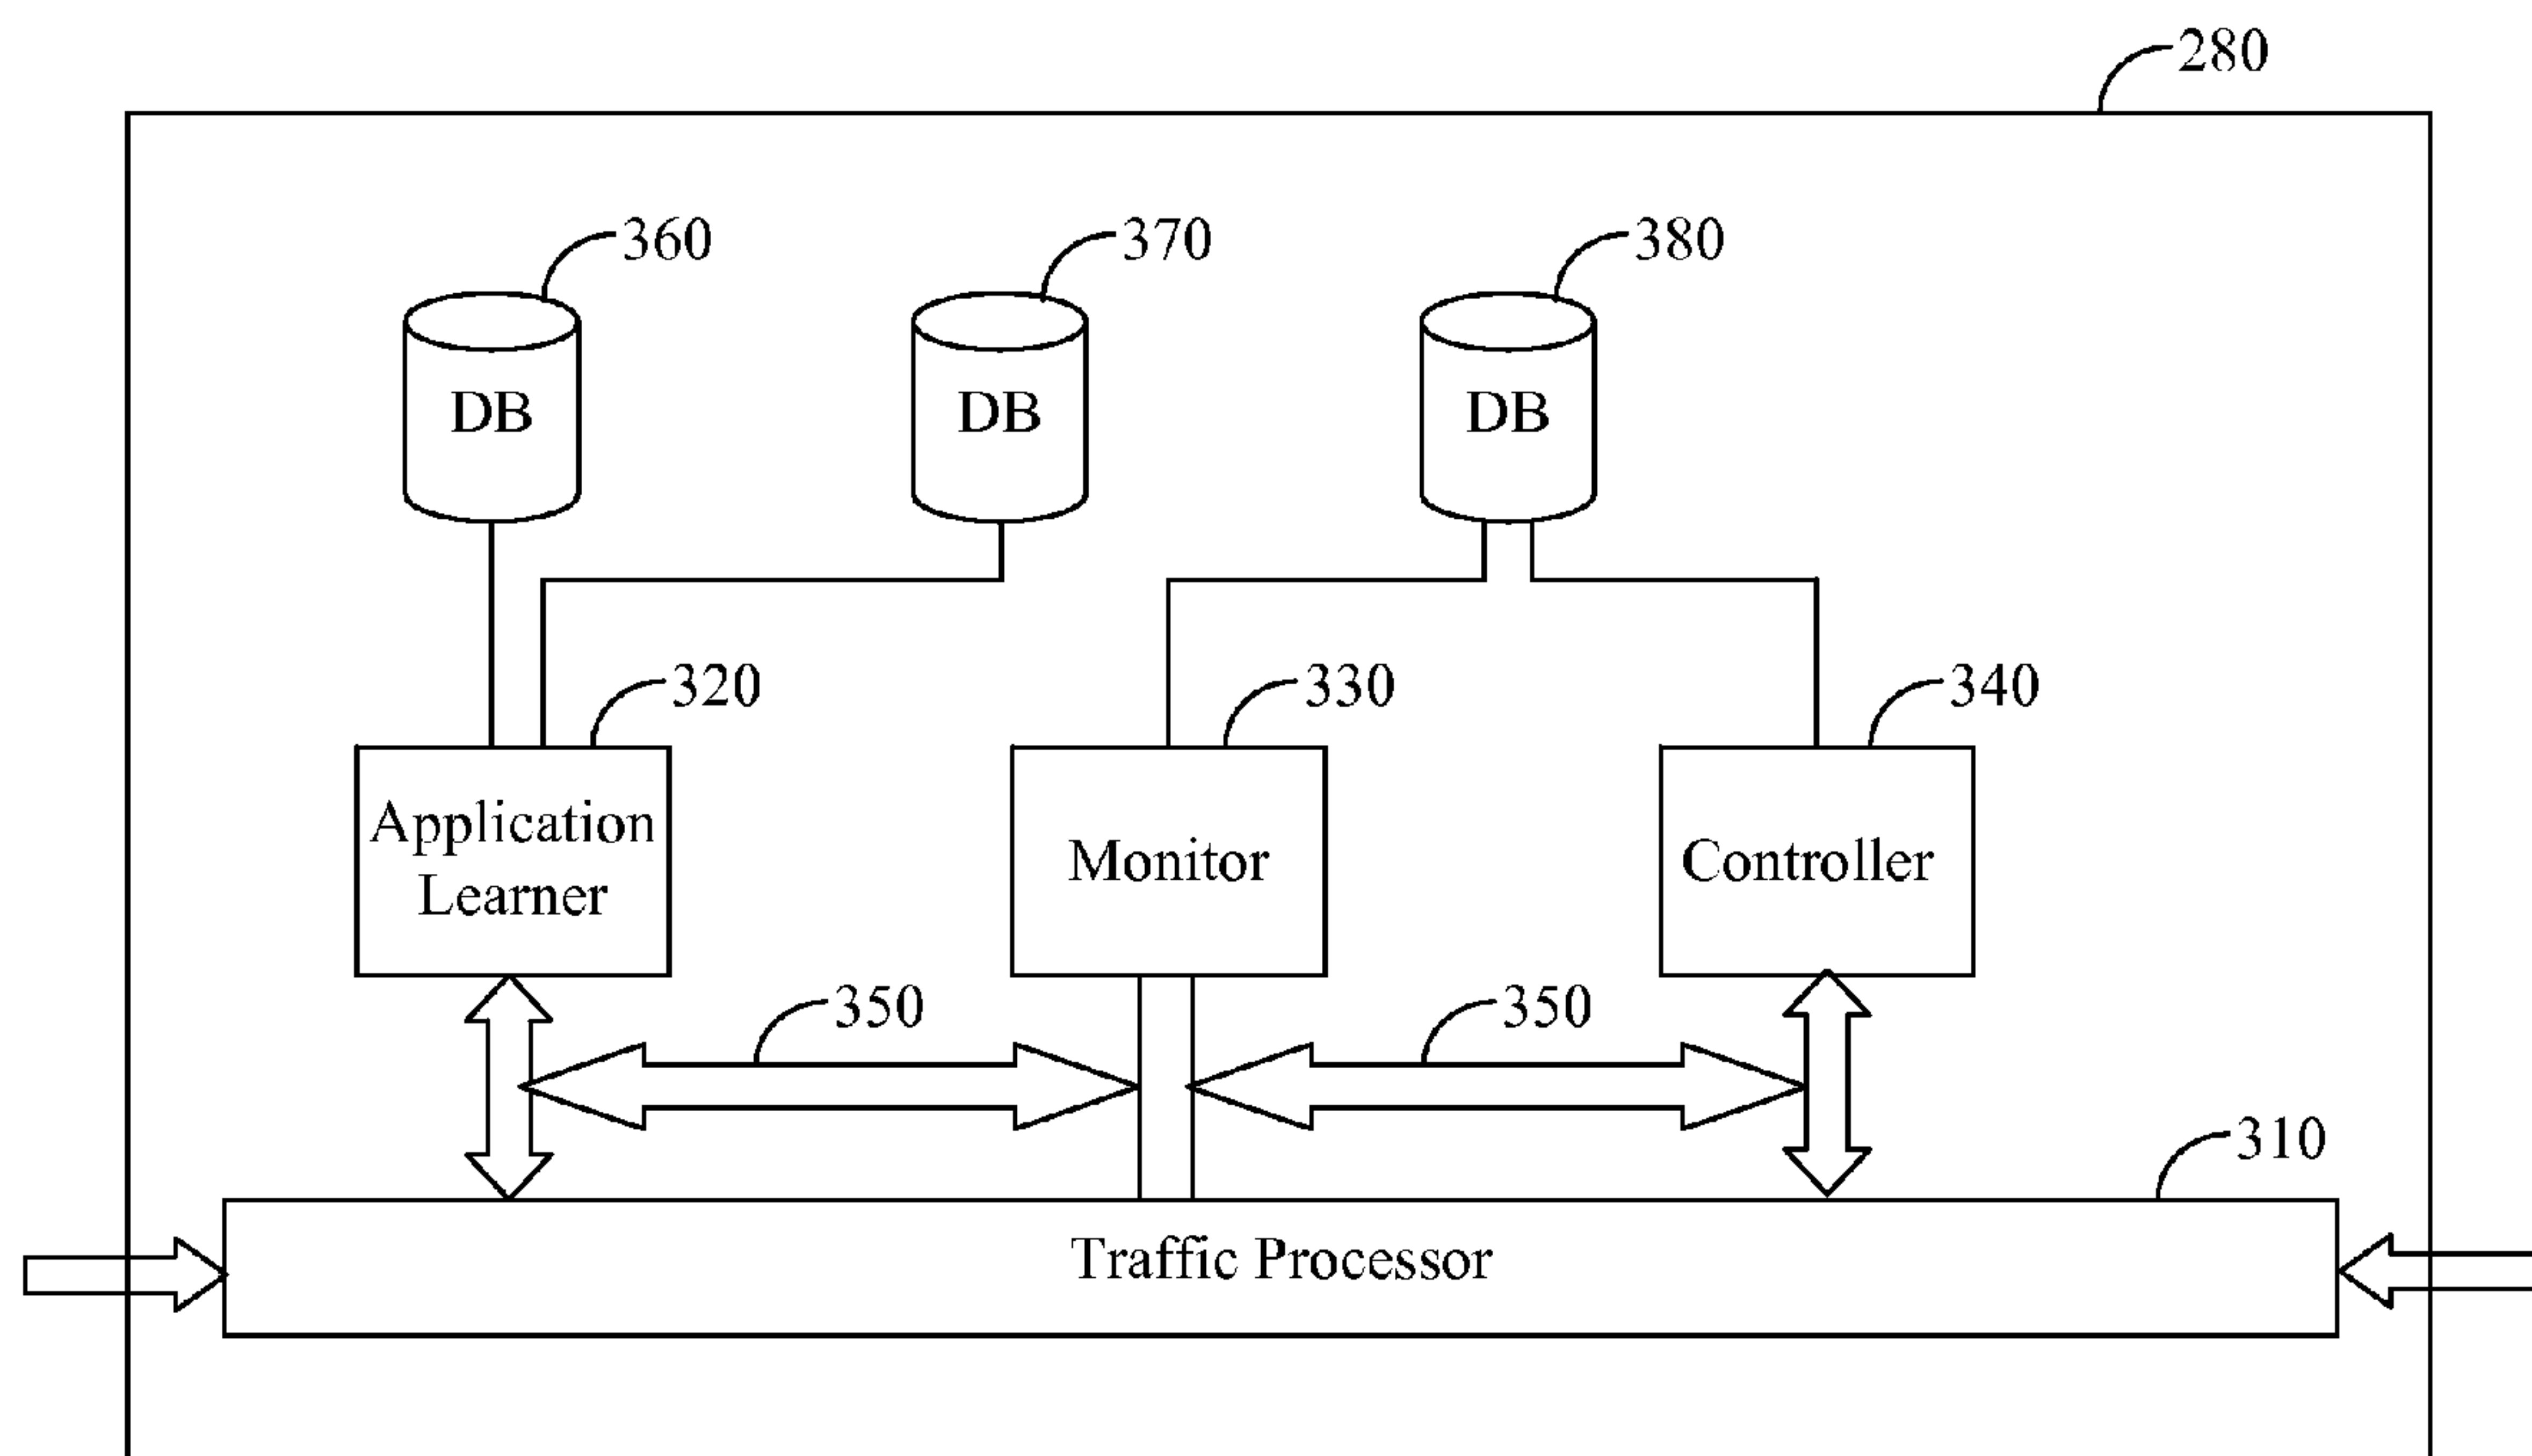 280
360
370
380
DB
DB
DB
320
330
340
Application
Learner
Monitor
Controller
350
350
310
Traffic Processor